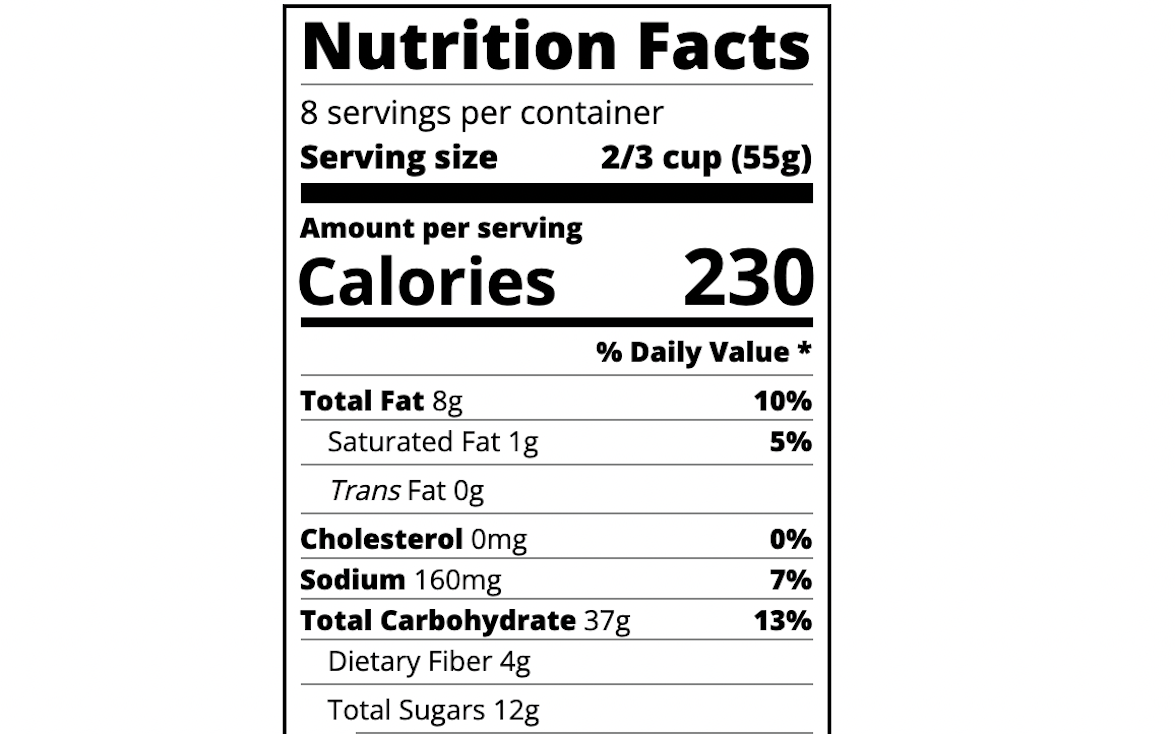 Nutrition Facts
8 servings per container
Serving size 2/3 cup (55g)
Amount per serving
Calories 230
% Daily Value *
Total Fat 8g 10%
Saturated Fat 1g 5%
Trans Fat 0g
Cholesterol 0mg 0%
Sodium 160mg 7%
Total Carbohydrate 37g 13%
Dietary Fiber 4g
Total Sugars 12g